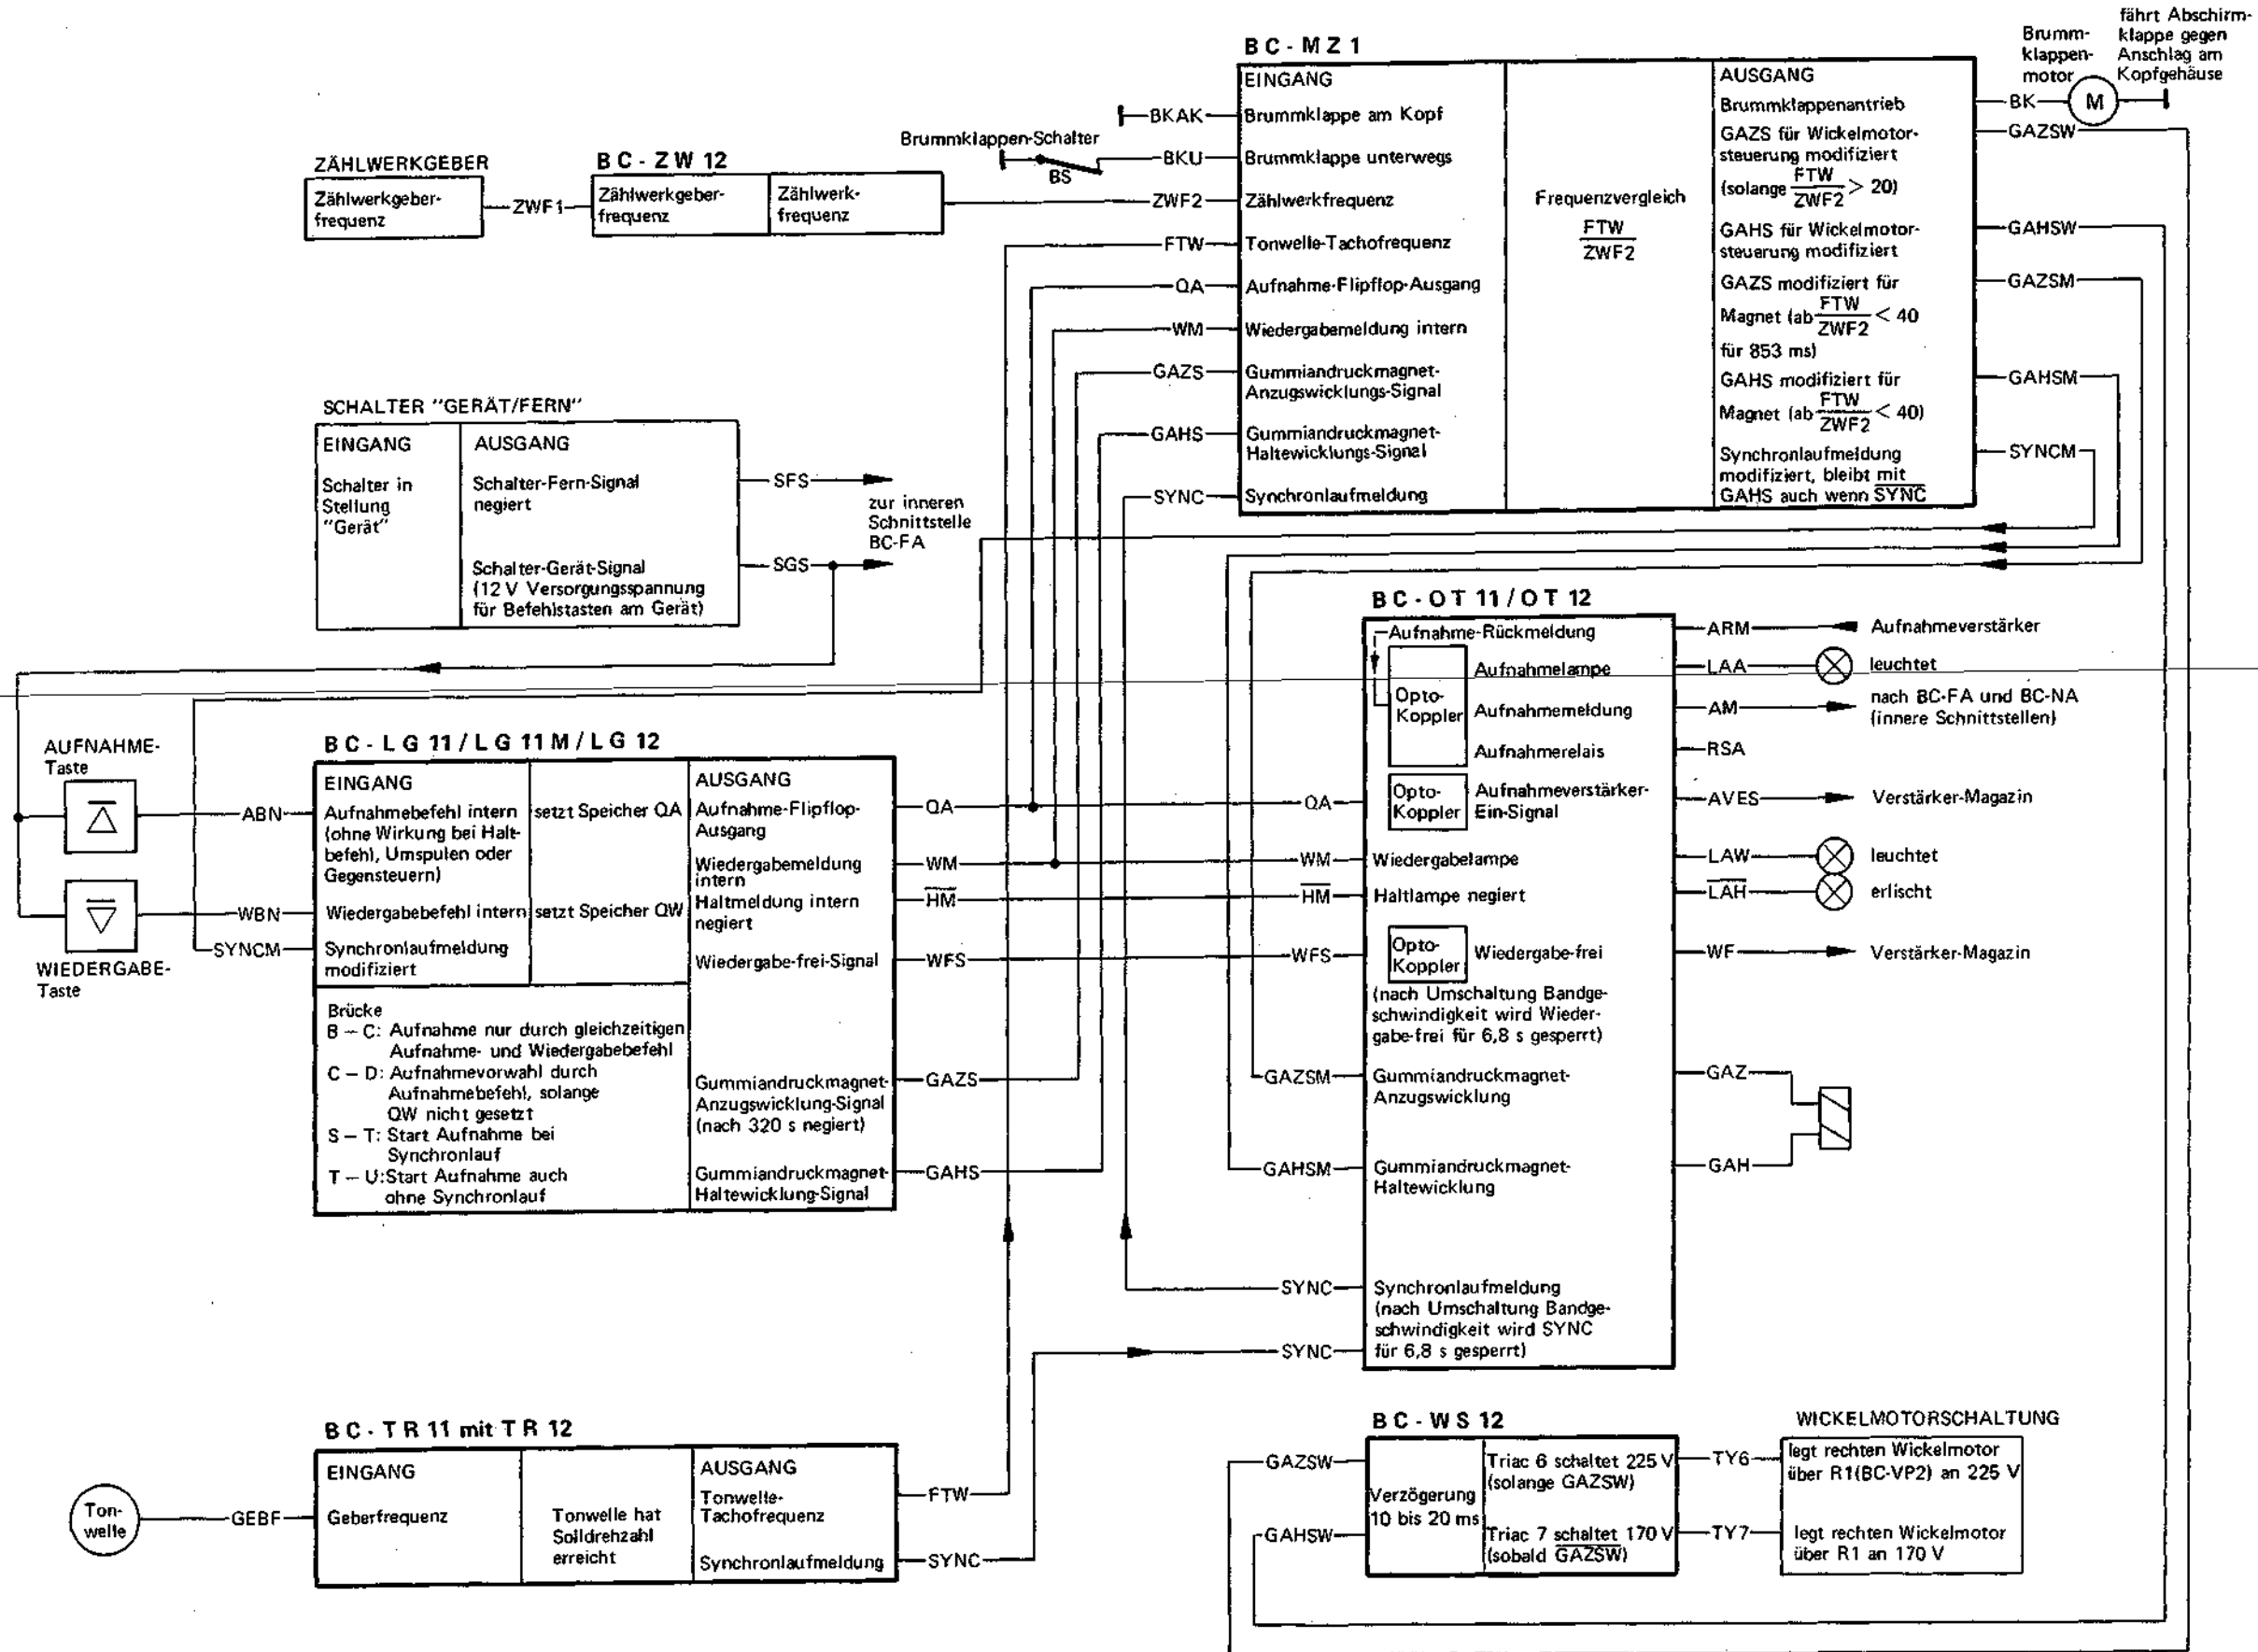 BC-MZ 1
EINGANG
BKAK
Brummklappe am Kopf
Brummklappen-Schalter
BS
BKU
Brummklappe unterwegs
ZWF2
Zählwerkfrequenz
FTW
Tonwelle-Tachofrequenz
QA
Aufnahme-Flipflop-Ausgang
WM
Wiedergabemeldung intern
GAZS
Gummiandruckmagnet-
Anzugswicklungs-Signal
GAHS
Gummiandruckmagnet-
Haltewicklungs-Signal
SYNC
Synchronlaufmeldung
Frequenzvergleich
FTW
ZWF2
AUSGANG
Brummklappenantrieb
GAZS für Wickelmotor-
steuerung modifiziert
(solange FTW
ZWF2 > 20)
GAHS für Wickelmotor-
steuerung modifiziert
GAZS modifiziert für
Magnet (ab FTW
ZWF2 < 40
für 853 ms)
GAHS modifiziert für
Magnet (ab FTW
ZWF2 < 40)
Synchronlaufmeldung
modifiziert, bleibt mit
GAHS auch wenn S̅Y̅N̅C̅
BK
M
Brumm-
klappen-
motor
fährt Abschirm-
klappe gegen
Anschlag am
Kopfgehäuse
GAZSW
GAHSW
GAZSM
GAHSM
SYNCM
ZÄHLWERKGEBER
Zählwerkgeber-
frequenz
ZWF1
BC-ZW 12
Zählwerkgeber-
frequenz
Zählwerk-
frequenz
SCHALTER "GERÄT/FERN"
EINGANG
Schalter in
Stellung
"Gerät"
AUSGANG
Schalter-Fern-Signal
negiert
Schalter-Gerät-Signal
(12 V Versorgungsspannung
für Befehlstasten am Gerät)
SFS
SGS
zur inneren
Schnittstelle
BC-FA
AUFNAHME-
Taste
ABN
WBN
SYNCM
WIEDERGABE-
Taste
BC-LG 11/LG 11 M/LG 12
EINGANG
Aufnahmebefehl intern
(ohne Wirkung bei Halt-
befehl, Umspulen oder
Gegensteuern)
setzt Speicher QA
Wiedergabebefehl intern
setzt Speicher QW
Synchronlaufmeldung
modifiziert
Brücke
B – C: Aufnahme nur durch gleichzeitigen
Aufnahme- und Wiedergabebefehl
C – D: Aufnahmevorwahl durch
Aufnahmebefehl, solange
QW nicht gesetzt
S – T: Start Aufnahme bei
Synchronlauf
T – U: Start Aufnahme auch
ohne Synchronlauf
AUSGANG
Aufnahme-Flipflop-
Ausgang
Wiedergabemeldung
intern
Haltmeldung intern
negiert
Wiedergabe-frei-Signal
Gummiandruckmagnet-
Anzugswicklung-Signal
(nach 320 s negiert)
Gummiandruckmagnet-
Haltewicklung-Signal
QA
WM
H̅M̅
WFS
GAZS
GAHS
BC-OT 11/OT 12
Aufnahme-Rückmeldung
Aufnahmelampe
Opto-
Koppler
Aufnahmemeldung
Aufnahmerelais
QA
Opto-
Koppler
Aufnahmeverstärker-
Ein-Signal
WM
Wiedergabelampe
H̅M̅
Haltlampe negiert
WFS
Opto-
Koppler
Wiedergabe-frei
(nach Umschaltung Bandge-
schwindigkeit wird Wieder-
gabe-frei für 6,8 s gesperrt)
GAZSM
Gummiandruckmagnet-
Anzugswicklung
GAHSM
Gummiandruckmagnet-
Haltewicklung
SYNC
Synchronlaufmeldung
(nach Umschaltung Bandge-
schwindigkeit wird SYNC
für 6,8 s gesperrt)
SYNC
ARM
Aufnahmeverstärker
LAA
leuchtet
AM
nach BC-FA und BC-NA
(innere Schnittstellen)
RSA
AVES
Verstärker-Magazin
LAW
leuchtet
L̅A̅H̅
erlischt
WF
Verstärker-Magazin
GAZ
GAH
BC-TR 11 mit TR 12
Ton-
welle
GEBF
EINGANG
Geberfrequenz
Tonwelle hat
Solldrehzahl
erreicht
AUSGANG
Tonwelle-
Tachofrequenz
Synchronlaufmeldung
FTW
SYNC
BC-WS 12
GAZSW
GAHSW
Verzögerung
10 bis 20 ms
Triac 6 schaltet 225 V
(solange GAZSW)
Triac 7 schaltet 170 V
(sobald G̅A̅Z̅S̅W̅)
TY6
TY7
WICKELMOTORSCHALTUNG
legt rechten Wickelmotor
über R1(BC-VP2) an 225 V
legt rechten Wickelmotor
über R1 an 170 V